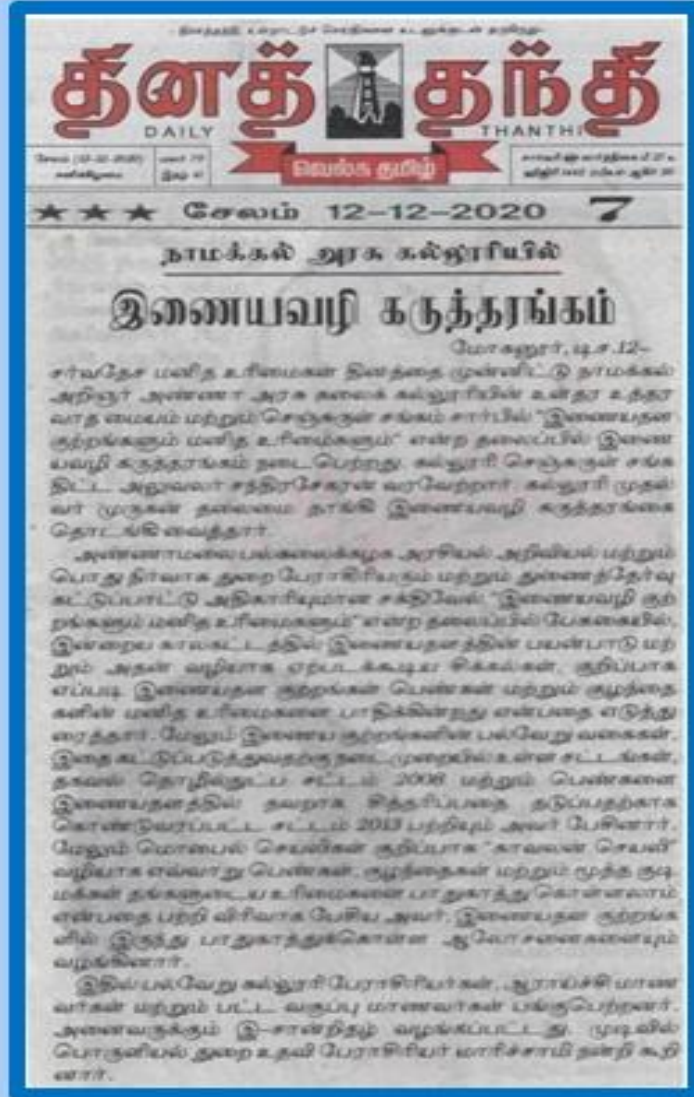 தினத் தந்தி
DAILY THANTHI
வெல்க தமிழ்
★★★ சேலம் 12-12-2020 7
நாமக்கல் அரசு கல்லூரியில்
இணையவழி கருத்தரங்கம்
மோகனூர், டிச.12-
சர்வதேச மனித உரிமைகள் தினத்தை முன்னிட்டு நாமக்கல்
அறிஞர் அண்ணா அரசு கலைக் கல்லூரியின் உள்தர உத்தர
வாத மையம் மற்றும் செஞ்சுருள் சங்கம் சார்பில் "இணையதள
குற்றங்களும் மனித உரிமைகளும்" என்ற தலைப்பில் இணை
யவழி கருத்தரங்கம் நடைபெற்றது. கல்லூரி செஞ்சுருள் சங்க
திட்ட அலுவலர் சந்திரசேகரன் வரவேற்றார். கல்லூரி முதல்
வர் முருகன் தலைமை தாங்கி இணையவழி கருத்தரங்கை
தொடங்கி வைத்தார்.
அண்ணாமலை பல்கலைக்கழக அரசியல் அறிவியல் மற்றும்
பொது நிர்வாக துறை பேராசிரியரும் மற்றும் துணைத்தேர்வு
கட்டுப்பாட்டு அதிகாரியுமான சக்திவேல் "இணையவழி குற்
றங்களும் மனித உரிமைகளும்" என்ற தலைப்பில் பேசுகையில்,
இன்றைய காலகட்டத்தில் இணையதளத்தின் பயன்பாடு மற்
றும் அதன் வழியாக ஏற்படக்கூடிய சிக்கல்கள், குறிப்பாக
எப்படி இணையதள குற்றங்கள் பெண்கள் மற்றும் குழந்தை
களின் மனித உரிமைகளை பாதிக்கின்றது என்பதை எடுத்து
ரைத்தார். மேலும் இணைய குற்றங்களின் பல்வேறு வகைகள்,
இதை கட்டுப்படுத்துவதற்கு நடைமுறையில் உள்ள சட்டங்கள்,
தகவல் தொழில்நுட்ப சட்டம் 2008 மற்றும் பெண்களை
இணையதளத்தில் தவறாக சித்தரிப்பதை தடுப்பதற்காக
கொண்டுவரப்பட்ட சட்டம் 2013 பற்றியும் அவர் பேசினார்.
மேலும் மொபைல் செயலிகள் குறிப்பாக "காவலன் செயலி"
வழியாக எவ்வாறு பெண்கள், குழந்தைகள் மற்றும் மூத்த குடி
மக்கள் தங்களுடைய உரிமைகளை பாதுகாத்து கொள்ளலாம்
என்பதை பற்றி விரிவாக பேசிய அவர், இணையதள குற்றங்க
ளில் இருந்து பாதுகாத்துக்கொள்ள ஆலோசனைகளையும்
வழங்கினார்.
இதில் பல்வேறு கல்லூரி பேராசிரியர்கள், ஆராய்ச்சி மாண
வர்கள் மற்றும் பட்ட வகுப்பு மாணவர்கள் பங்குபெற்றனர்.
அனைவருக்கும் இ-சான்றிதழ் வழங்கப்பட்டது. முடிவில்
பொருளியல் துறை உதவி பேராசிரியர் மாரிச்சாமி நன்றி கூறி
னார்.